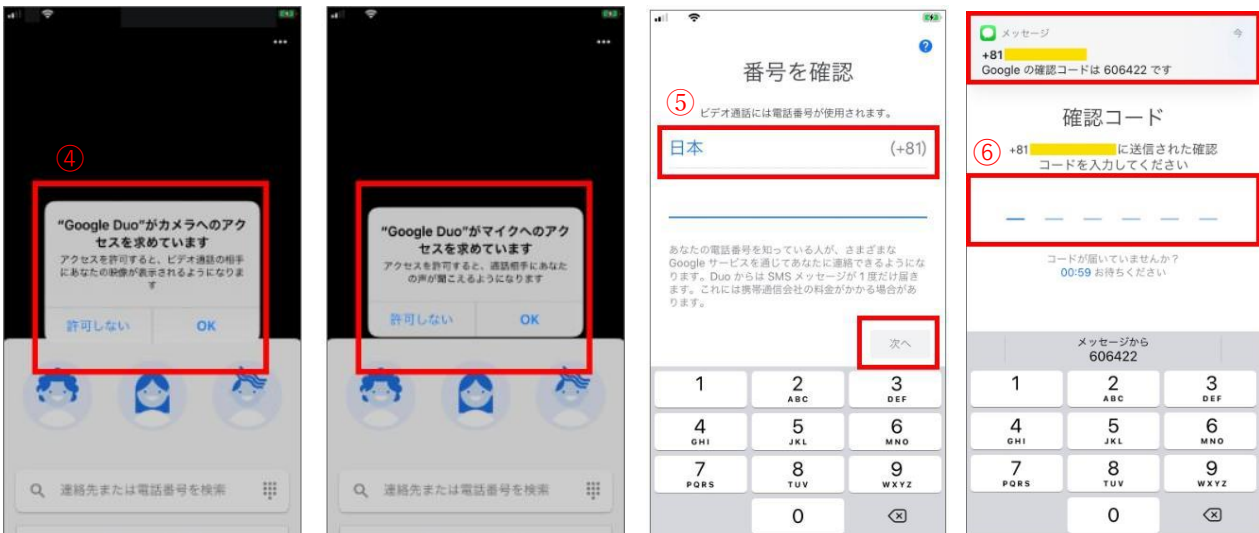 ④
“Google Duo”がカメラへのアク
セスを求めています
アクセスを許可すると、ビデオ通話の相手
にあなたの映像が表示されるようになりま
す
許可しない OK
連絡先または電話番号を検索
“Google Duo”がマイクへのアク
セスを求めています
アクセスを許可すると、通話相手にあなた
の声が聞こえるようになります
許可しない OK
連絡先または電話番号を検索
番号を確認
⑤
ビデオ通話には電話番号が使用されます。
日本 (+81)
あなたの電話番号を知っている人が、さまざまな
Google サービスを通じてあなたに連絡できるようにな
ります。Duo からは SMS メッセージが 1 度だけ届き
ます。これには携帯通信会社の料金がかかる場合があ
ります。
次へ
1 2 3
ABC DEF
4 5 6
GHI JKL MNO
7 8 9
PQRS TUV WXYZ
0
メッセージ 今
+81
Google の確認コードは 606422 です
確認コード
⑥
+81 に送信された確認
コードを入力してください
コードが届いていませんか？
00:59 お待ちください
メッセージから
606422
1 2 3
ABC DEF
4 5 6
GHI JKL MNO
7 8 9
PQRS TUV WXYZ
0